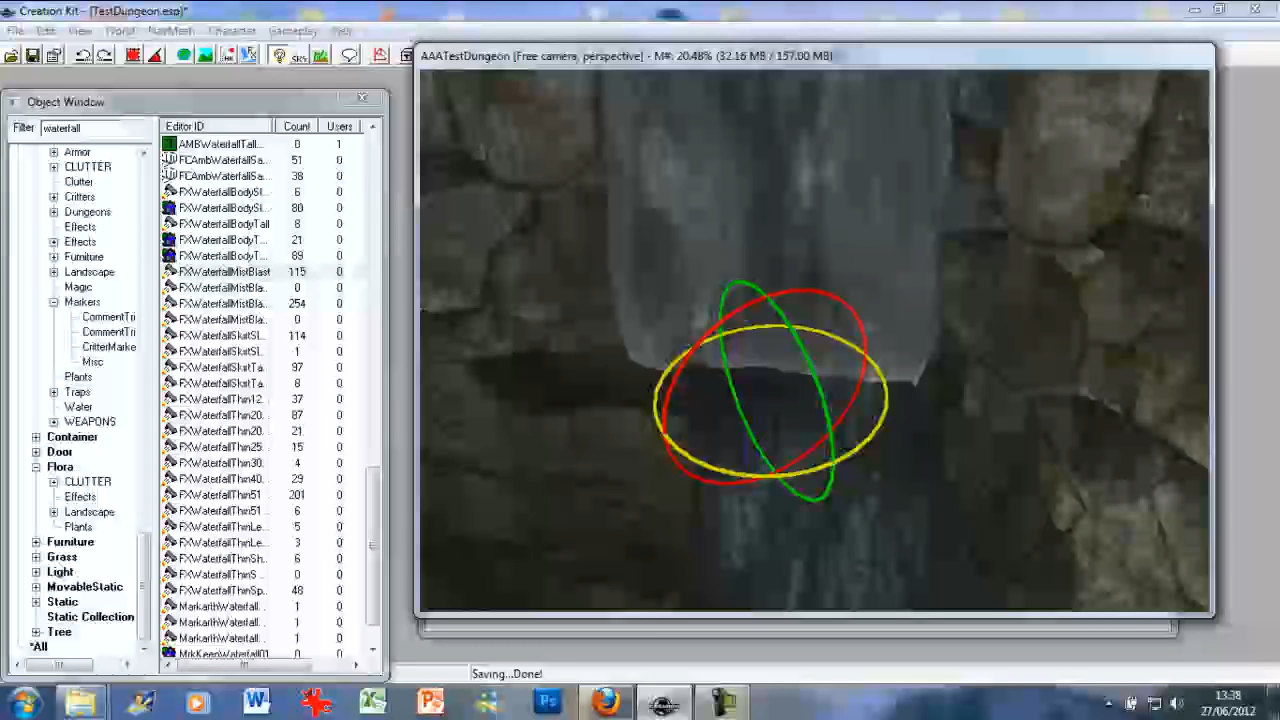 Creation Kit - [TestDungeon.esp]*
File Edit View World NavMesh Character Gameplay Help
AAATestDungeon [Free camera, perspective] - M#: 20.48% (32.16 MB / 157.00 MB)
Object Window
Filter waterfall
Armor
CLUTTER
Clutter
Critters
Dungeons
Effects
Effects
Furniture
Landscape
Magic
Markers
CommentTri
CommentTri
CritterMarke
Misc
Plants
Traps
Water
WEAPONS
Container
Door
Flora
CLUTTER
Effects
Landscape
Plants
Furniture
Grass
Light
MovableStatic
Static
Static Collection
Tree
*All
Editor ID Count Users
AMBWaterfallTall... 0 1
FCAmbWaterfallSa... 51 0
FCAmbWaterfallSa... 38 0
FXWaterfallBodySl... 6 0
FXWaterfallBodySl... 80 0
FXWaterfallBodyTall 8 0
FXWaterfallBodyT... 21 0
FXWaterfallBodyT... 89 0
FXWaterfallMistBlast 115 0
FXWaterfallMistBla... 0 0
FXWaterfallMistBla... 254 0
FXWaterfallMistBla... 0 0
FXWaterfallSkirtSl... 114 0
FXWaterfallSkirtSl... 1 0
FXWaterfallSkirtTa... 97 0
FXWaterfallSkirtTa... 8 0
FXWaterfallThin12... 37 0
FXWaterfallThin20... 87 0
FXWaterfallThin20... 21 0
FXWaterfallThin25... 15 0
FXWaterfallThin30... 4 0
FXWaterfallThin40... 29 0
FXWaterfallThin51... 201 0
FXWaterfallThin51... 6 0
FXWaterfallThinLe... 5 0
FXWaterfallThinLe... 3 0
FXWaterfallThinSh... 6 0
FXWaterfallThinS... 0 0
FXWaterfallThinSp... 48 0
MarkarthWaterfall... 1 0
MarkarthWaterfall... 1 0
MarkarthWaterfall... 1 0
MrkKeepWaterfall01 0 0
Saving...Done!
13:38
27/06/2012